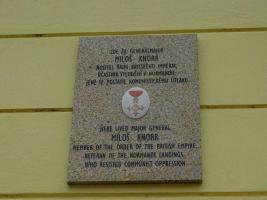 ZDE ŽIL GENERÁLMAJOR
MILOŠ KNORR
NOSITEL ŘÁDU BRITSKÉHO IMPÉRIA,
ÚČASTNÍK VYLODĚNÍ V NORMANDII,
JENŽ SE POSTAVIL KOMUNISTICKÉMU ÚTLAKU
HERE LIVED MAJOR GENERAL
MILOŠ KNORR
MEMBER OF THE ORDER OF THE BRITISH EMPIRE,
VETERAN OF THE NORMANDY LANDINGS,
WHO RESISTED COMMUNIST OPPRESSION